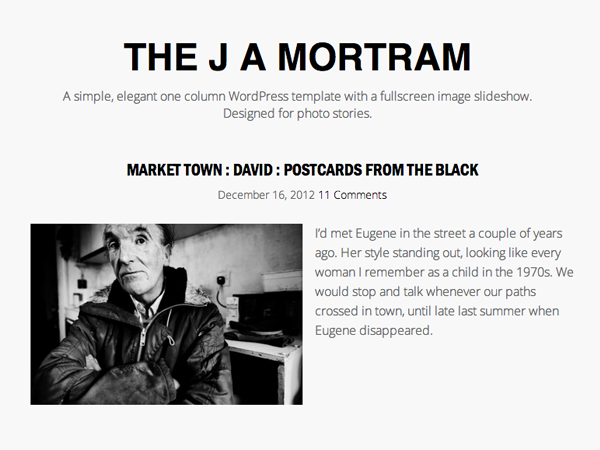 THE J A MORTRAM
A simple, elegant one column WordPress template with a fullscreen image slideshow.
Designed for photo stories.
MARKET TOWN : DAVID : POSTCARDS FROM THE BLACK
December 16, 2012 11 Comments
I’d met Eugene in the street a couple of years
ago. Her style standing out, looking like every
woman I remember as a child in the 1970s. We
would stop and talk whenever our paths
crossed in town, until late last summer when
Eugene disappeared.